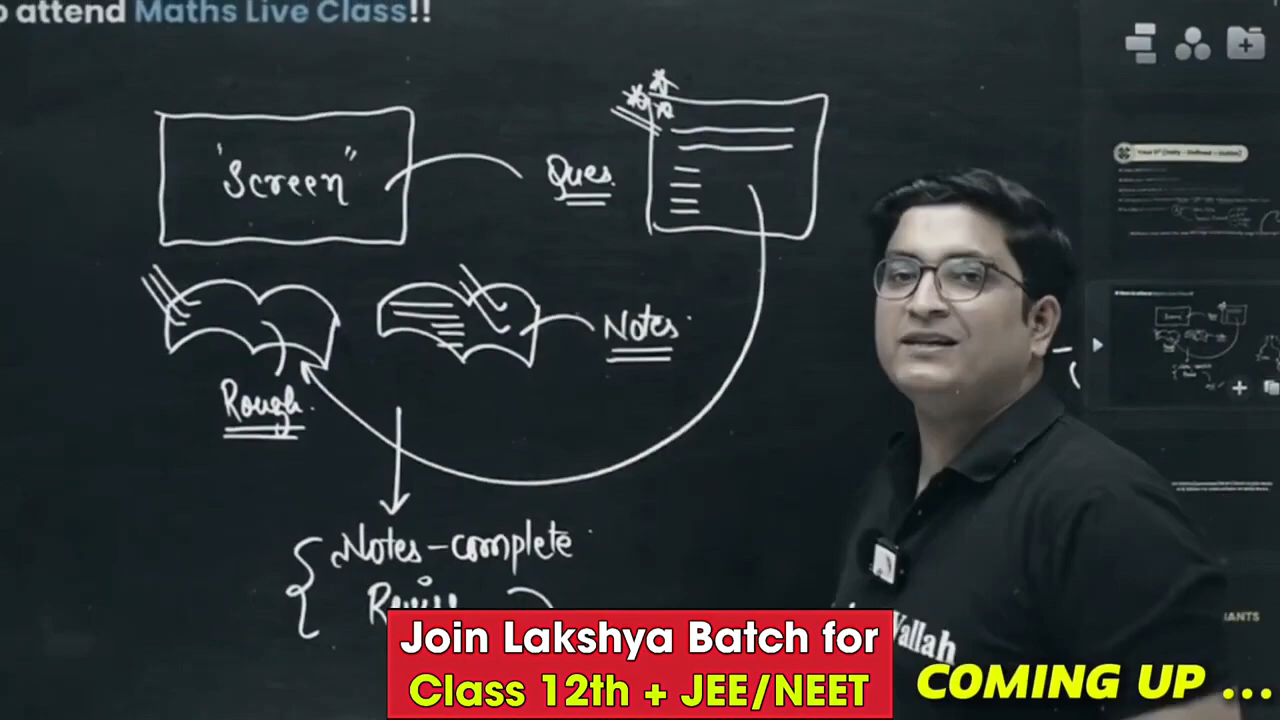 o attend Maths Live Class!!
"Screen"
Ques.
Rough.
Notes
Notes-complete
Revise
Join Lakshya Batch for
Class 12th + JEE/NEET
Wallah
COMING UP ...